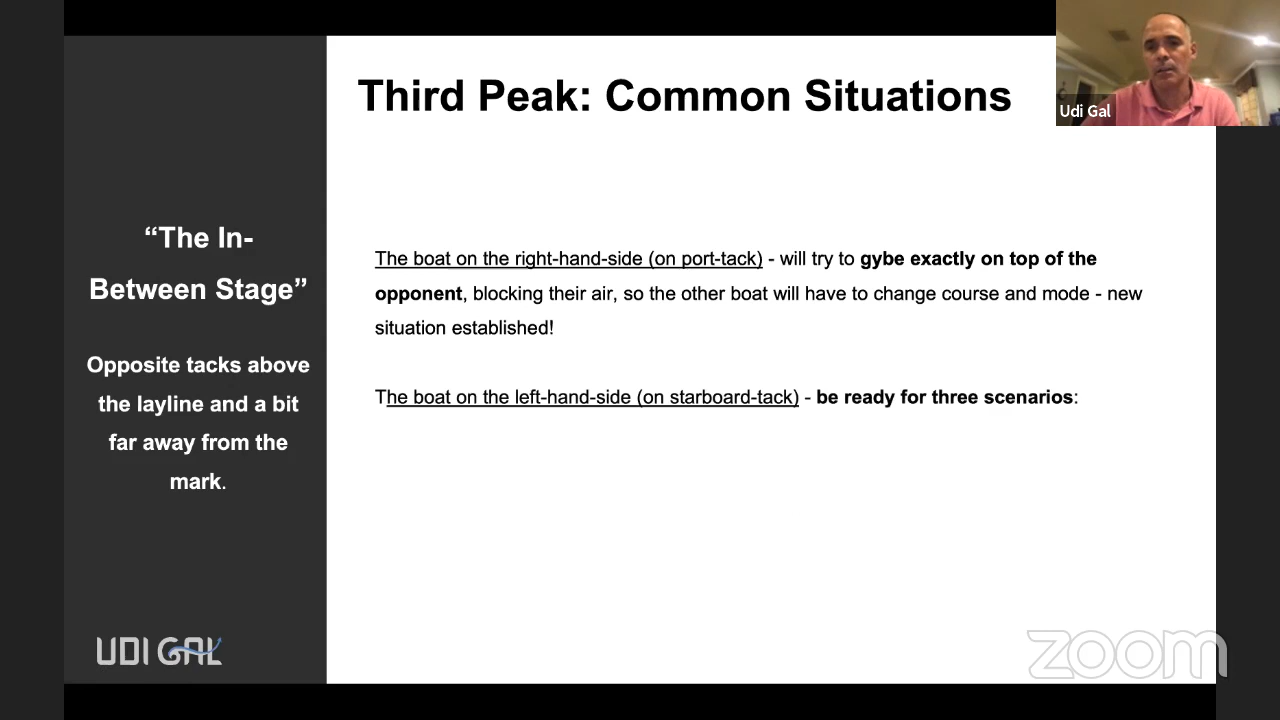 Third Peak: Common Situations
Udi Gal
“The In-
Between Stage”
Opposite tacks above
the layline and a bit
far away from the
mark.
The boat on the right-hand-side (on port-tack) - will try to gybe exactly on top of the
opponent, blocking their air, so the other boat will have to change course and mode - new
situation established!
The boat on the left-hand-side (on starboard-tack) - be ready for three scenarios:
UDI GAL
zoom